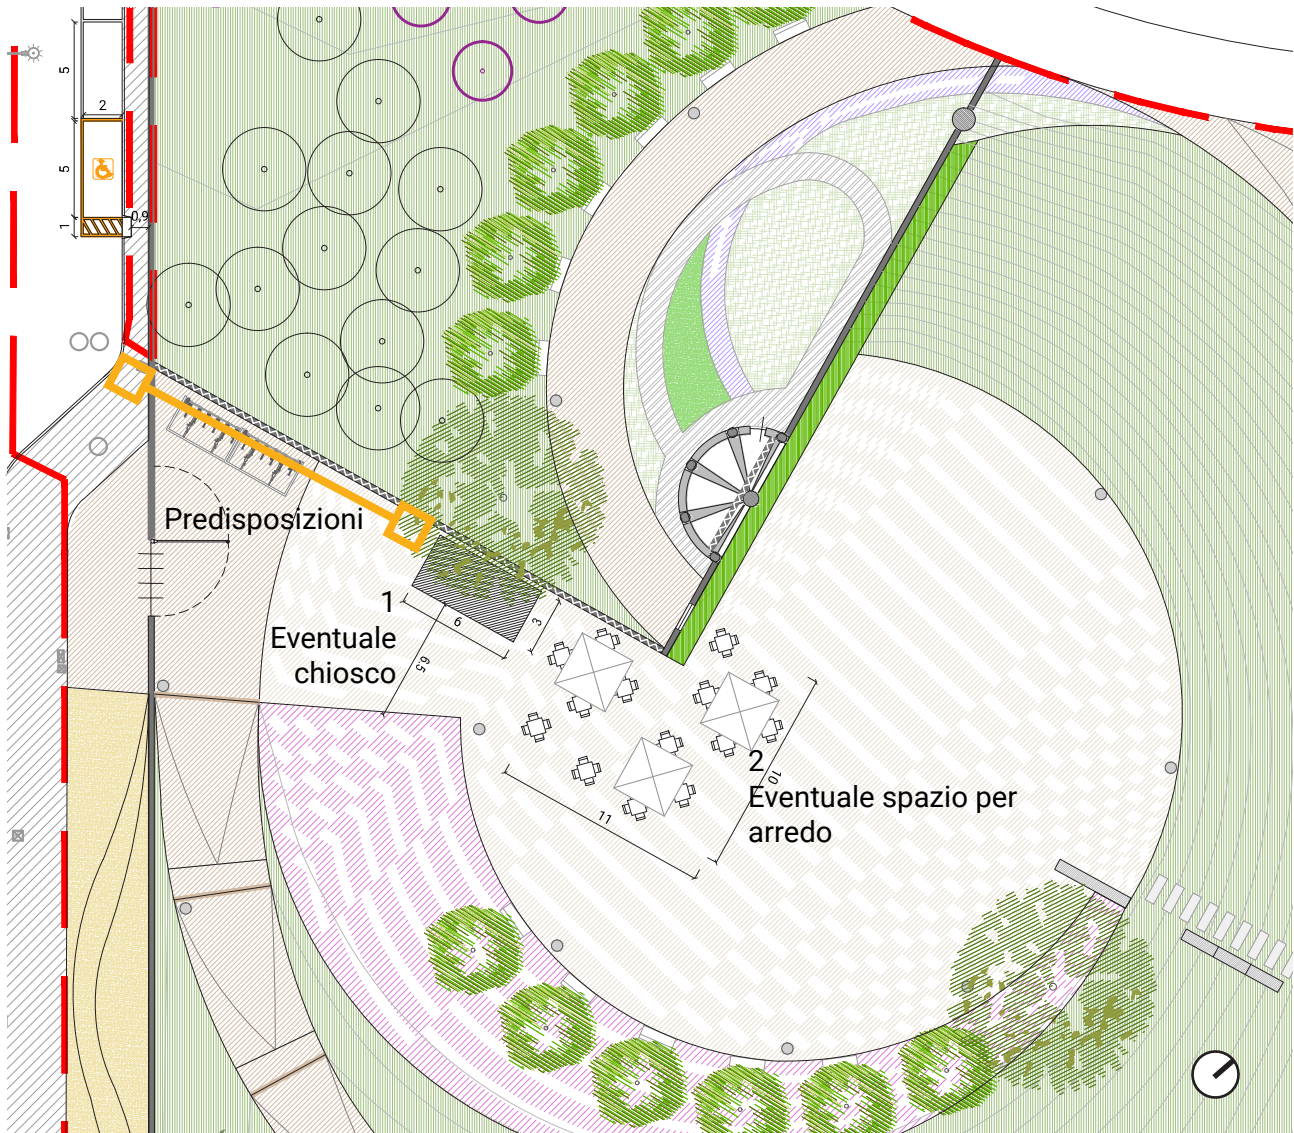 5
2
5
0,9
1
Predisposizioni
1
Eventuale
chiosco
6
3
6.5
2
Eventuale spazio per
arredo
10
11